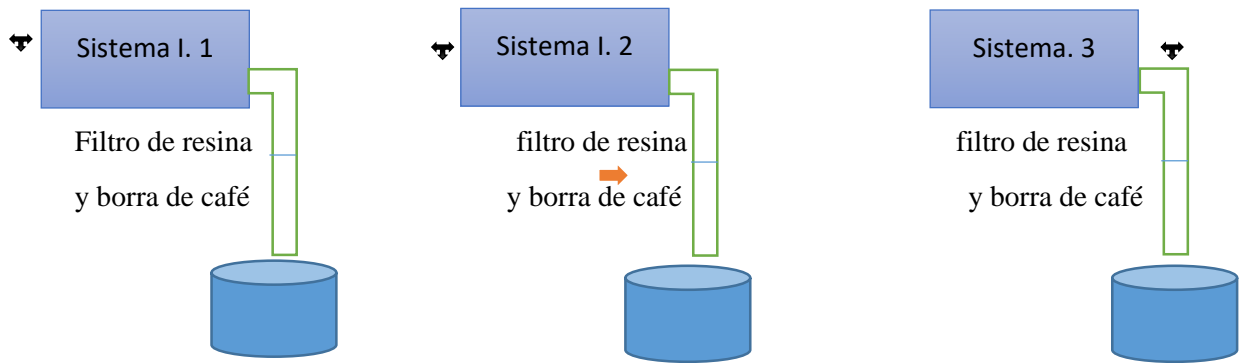 Sistema I. 1
Filtro de resina
y borra de café
Sistema I. 2
filtro de resina
y borra de café
Sistema. 3
filtro de resina
y borra de café